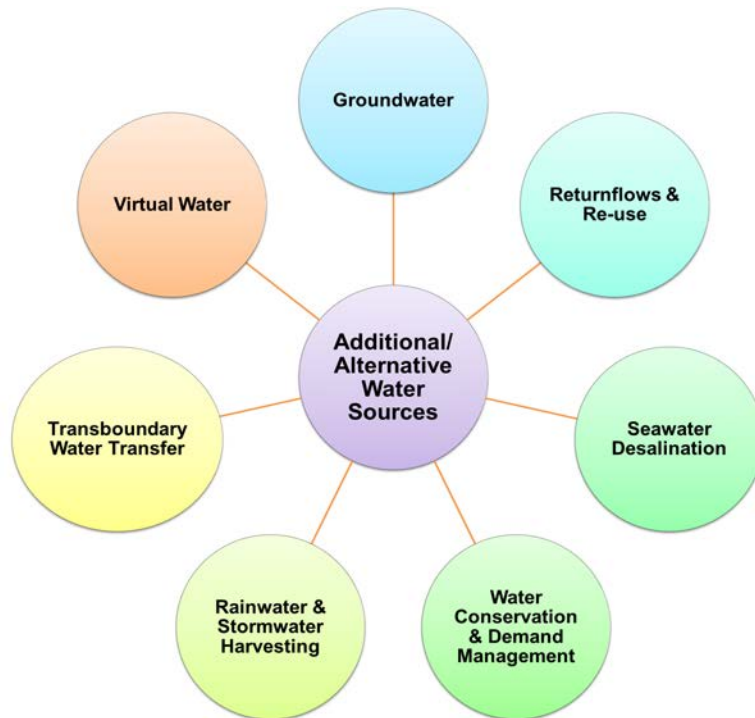 Groundwater
Virtual Water
Returnflows &
Re-use
Additional/
Alternative
Water
Sources
Transboundary
Water Transfer
Seawater
Desalination
Rainwater &
Stormwater
Harvesting
Water
Conservation
& Demand
Management